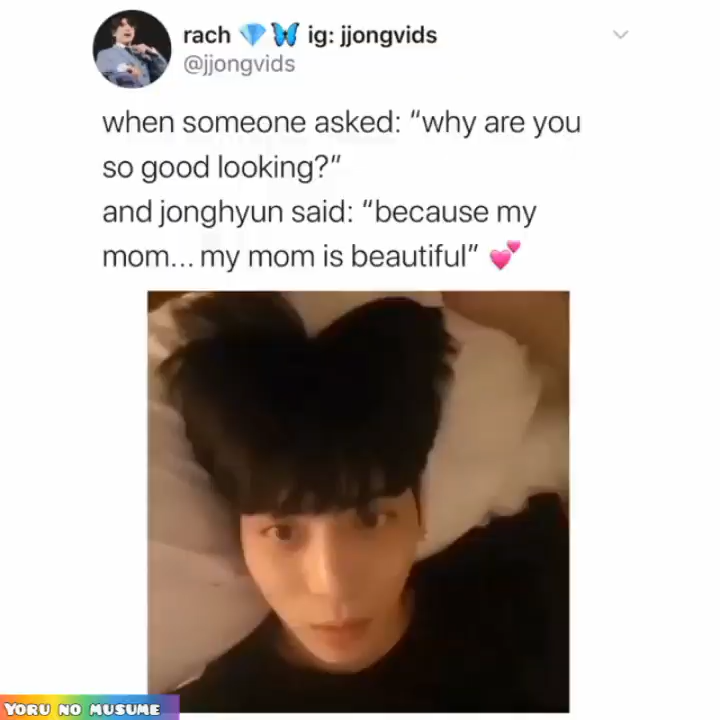 rach 💎🦋 ig: jjongvids
@jjongvids
when someone asked: “why are you
so good looking?”
and jonghyun said: “because my
mom... my mom is beautiful” 💕
YORU NO MUSUME